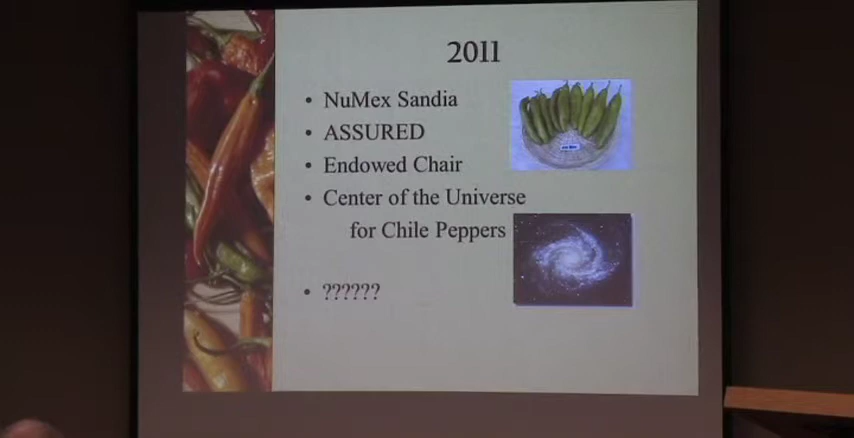 2011
• NuMex Sandia
• ASSURED
• Endowed Chair
• Center of the Universe
for Chile Peppers
• ??????